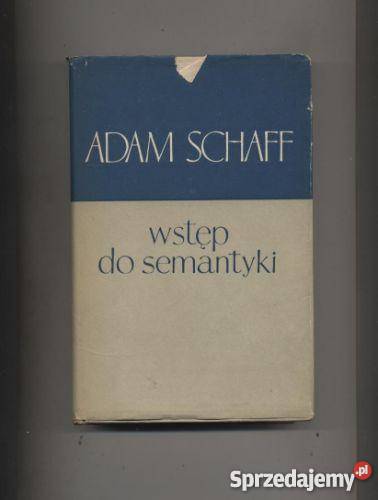 ADAM SCHAFF
wstęp
do semantyki
Sprzedajemy.pl